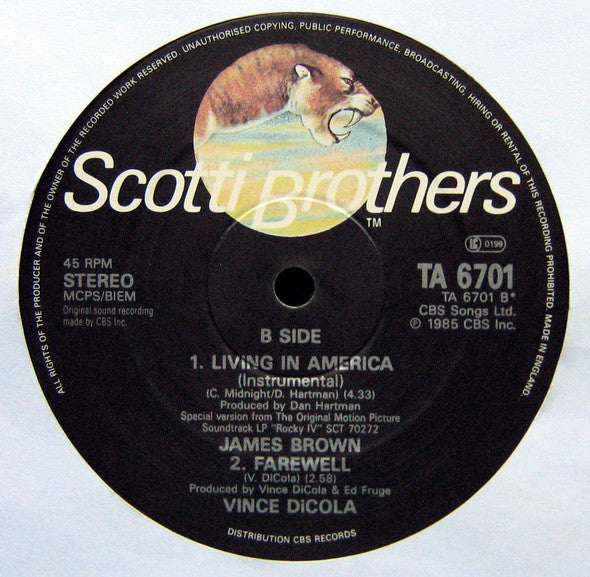 ALL RIGHTS OF THE PRODUCER AND OF THE OWNER OF THE RECORDED WORK RESERVED. UNAUTHORISED COPYING, PUBLIC PERFORMANCE, BROADCASTING, HIRING OR RENTAL OF THIS RECORDING PROHIBITED. MADE IN ENGLAND.
Scotti Brothers
TM
45 RPM
STEREO
MCPS/BIEM
Original sound recording
made by CBS Inc.
K 0199
TA 6701
TA 6701 B*
CBS Songs Ltd.
℗ 1985 CBS Inc.
B SIDE
1. LIVING IN AMERICA
(Instrumental)
(C. Midnight/D. Hartman) (4.33)
Produced by Dan Hartman
Special version from The Original Motion Picture
Soundtrack LP "Rocky IV" SCT 70272
JAMES BROWN
2. FAREWELL
(V. DiCola) (2.58)
Produced by Vince DiCola & Ed Fruge
VINCE DiCOLA
DISTRIBUTION CBS RECORDS